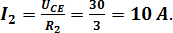 I₂ = U_CE / R₂ = 30 / 3 = 10 A.